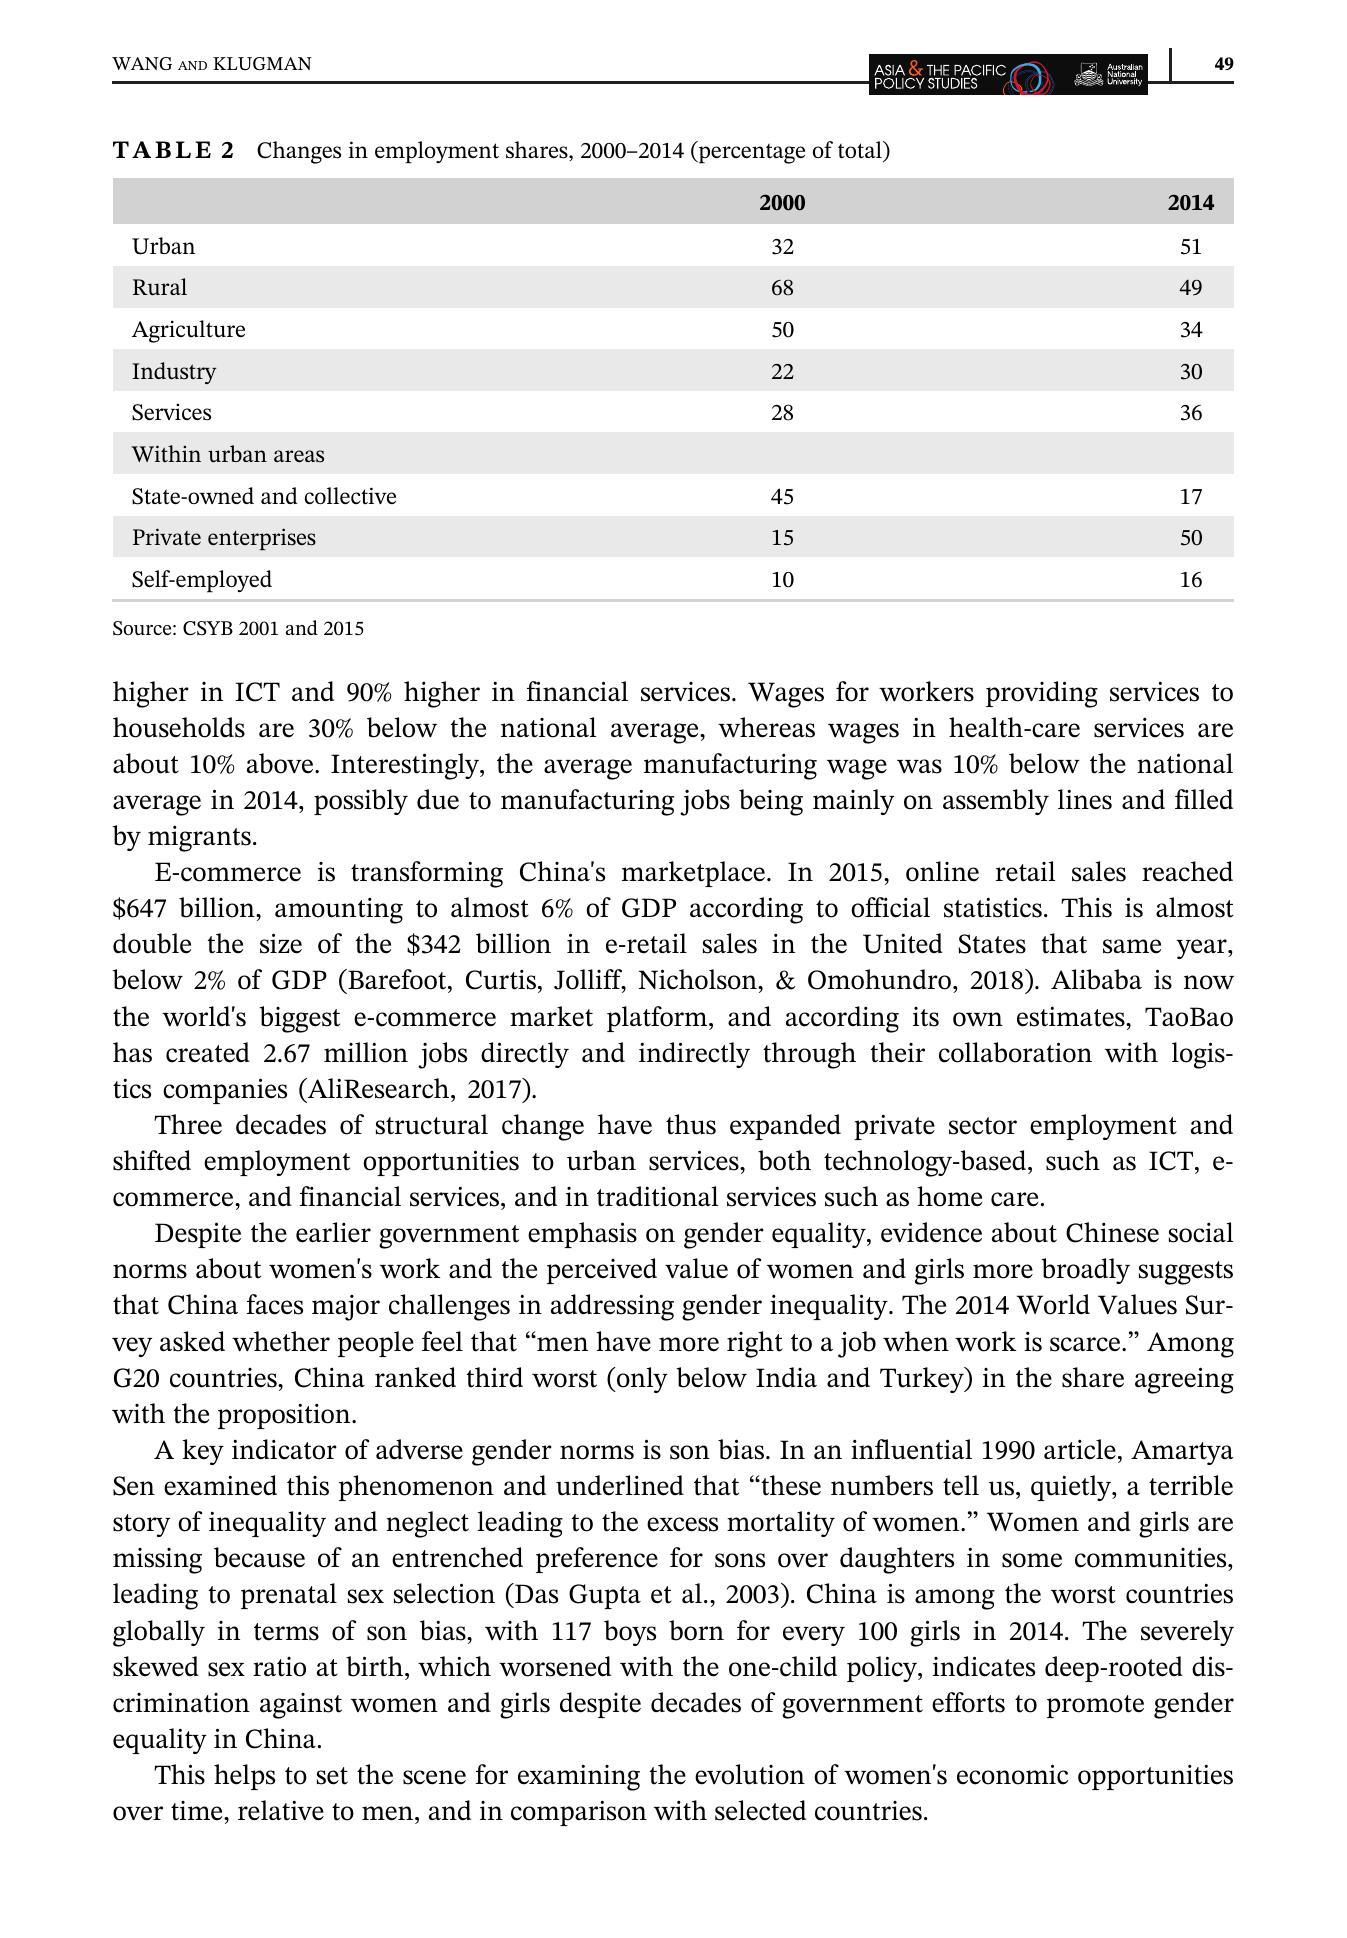 WANG AND KLUGMAN
ASIA & THE PACIFIC
POLICY STUDIES
Australian
National
University
49
TABLE 2 Changes in employment shares, 2000–2014 (percentage of total)
2000 2014
Urban 32 51
Rural 68 49
Agriculture 50 34
Industry 22 30
Services 28 36
Within urban areas
State-owned and collective 45 17
Private enterprises 15 50
Self-employed 10 16
Source: CSYB 2001 and 2015
higher in ICT and 90% higher in financial services. Wages for workers providing services to
households are 30% below the national average, whereas wages in health-care services are
about 10% above. Interestingly, the average manufacturing wage was 10% below the national
average in 2014, possibly due to manufacturing jobs being mainly on assembly lines and filled
by migrants.
E-commerce is transforming China's marketplace. In 2015, online retail sales reached
$647 billion, amounting to almost 6% of GDP according to official statistics. This is almost
double the size of the $342 billion in e-retail sales in the United States that same year,
below 2% of GDP (Barefoot, Curtis, Jolliff, Nicholson, & Omohundro, 2018). Alibaba is now
the world's biggest e-commerce market platform, and according its own estimates, TaoBao
has created 2.67 million jobs directly and indirectly through their collaboration with logis-
tics companies (AliResearch, 2017).
Three decades of structural change have thus expanded private sector employment and
shifted employment opportunities to urban services, both technology-based, such as ICT, e-
commerce, and financial services, and in traditional services such as home care.
Despite the earlier government emphasis on gender equality, evidence about Chinese social
norms about women's work and the perceived value of women and girls more broadly suggests
that China faces major challenges in addressing gender inequality. The 2014 World Values Sur-
vey asked whether people feel that “men have more right to a job when work is scarce.” Among
G20 countries, China ranked third worst (only below India and Turkey) in the share agreeing
with the proposition.
A key indicator of adverse gender norms is son bias. In an influential 1990 article, Amartya
Sen examined this phenomenon and underlined that “these numbers tell us, quietly, a terrible
story of inequality and neglect leading to the excess mortality of women.” Women and girls are
missing because of an entrenched preference for sons over daughters in some communities,
leading to prenatal sex selection (Das Gupta et al., 2003). China is among the worst countries
globally in terms of son bias, with 117 boys born for every 100 girls in 2014. The severely
skewed sex ratio at birth, which worsened with the one-child policy, indicates deep-rooted dis-
crimination against women and girls despite decades of government efforts to promote gender
equality in China.
This helps to set the scene for examining the evolution of women's economic opportunities
over time, relative to men, and in comparison with selected countries.